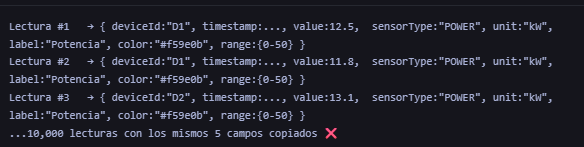 Lectura #1 → { deviceId:"D1", timestamp:..., value:12.5, sensorType:"POWER", unit:"kW",
label:"Potencia", color:"#f59e0b", range:{0-50} }
Lectura #2 → { deviceId:"D1", timestamp:..., value:11.8, sensorType:"POWER", unit:"kW",
label:"Potencia", color:"#f59e0b", range:{0-50} }
Lectura #3 → { deviceId:"D2", timestamp:..., value:13.1, sensorType:"POWER", unit:"kW",
label:"Potencia", color:"#f59e0b", range:{0-50} }
...10,000 lecturas con los mismos 5 campos copiados ❌